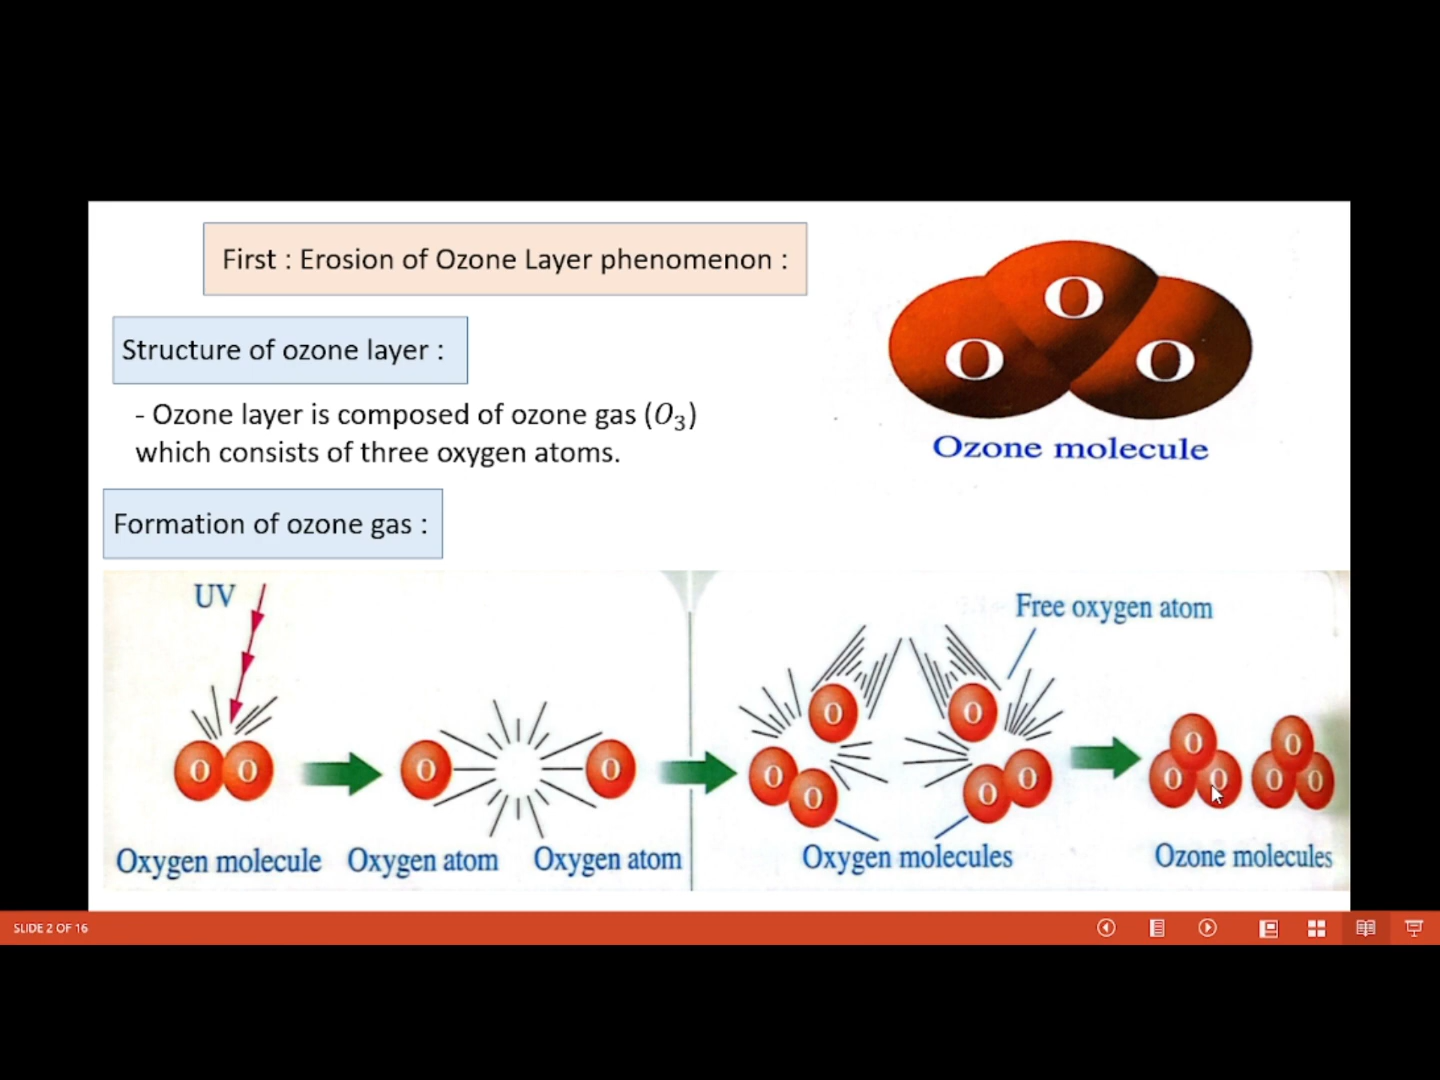 First : Erosion of Ozone Layer phenomenon :
O
O
O
Ozone molecule
Structure of ozone layer :
- Ozone layer is composed of ozone gas (O₃)
which consists of three oxygen atoms.
Formation of ozone gas :
UV
O O
Oxygen molecule
O
Oxygen atom
O
Oxygen atom
Free oxygen atom
O
O
O
O
O
O
Oxygen molecules
O
O
O
O
O
O
Ozone molecules
SLIDE 2 OF 16